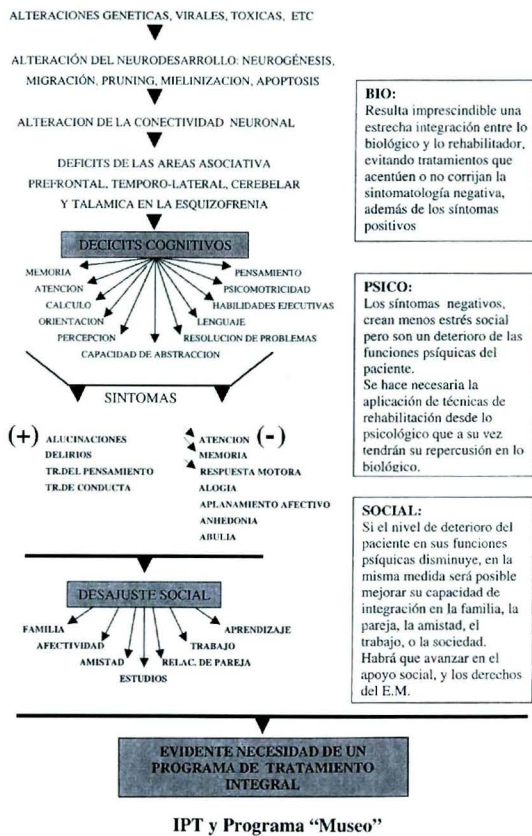 ALTERACIONES GENETICAS, VIRALES, TOXICAS, ETC
ALTERACIÓN DEL NEURODESARROLLO: NEUROGÉNESIS,
MIGRACIÓN, PRUNING, MIELINIZACION, APOPTOSIS
ALTERACION DE LA CONECTIVIDAD NEURONAL
DEFICITS DE LAS AREAS ASOCIATIVA
PREFRONTAL, TEMPORO-LATERAL, CEREBELAR
Y TALAMICA EN LA ESQUIZOFRENIA
DECICITS COGNITIVOS
MEMORIA
PENSAMIENTO
ATENCION
PSICOMOTRICIDAD
CALCULO
HABILIDADES EJECUTIVAS
ORIENTACION
LENGUAJE
PERCEPCION
RESOLUCION DE PROBLEMAS
CAPACIDAD DE ABSTRACCION
SINTOMAS
(+)
ALUCINACIONES
DELIRIOS
TR.DEL PENSAMIENTO
TR.DE CONDUCTA
ATENCION (-)
MEMORIA
RESPUESTA MOTORA
ALOGIA
APLANAMIENTO AFECTIVO
ANHEDONIA
ABULIA
DESAJUSTE SOCIAL
FAMILIA
APRENDIZAJE
AFECTIVIDAD
TRABAJO
AMISTAD
RELAC. DE PAREJA
ESTUDIOS
BIO:
Resulta imprescindible una
estrecha integración entre lo
biológico y lo rehabilitador,
evitando tratamientos que
acentúen o no corrijan la
sintomatología negativa,
además de los síntomas
positivos
PSICO:
Los síntomas negativos,
crean menos estrés social
pero son un deterioro de las
funciones psíquicas del
paciente.
Se hace necesaria la
aplicación de técnicas de
rehabilitación desde lo
psicológico que a su vez
tendrán su repercusión en lo
biológico.
SOCIAL:
Si el nivel de deterioro del
paciente en sus funciones
psíquicas disminuye, en la
misma medida será posible
mejorar su capacidad de
integración en la familia, la
pareja, la amistad, el
trabajo, o la sociedad.
Habrá que avanzar en el
apoyo social, y los derechos
del E.M.
EVIDENTE NECESIDAD DE UN
PROGRAMA DE TRATAMIENTO
INTEGRAL
IPT y Programa “Museo”